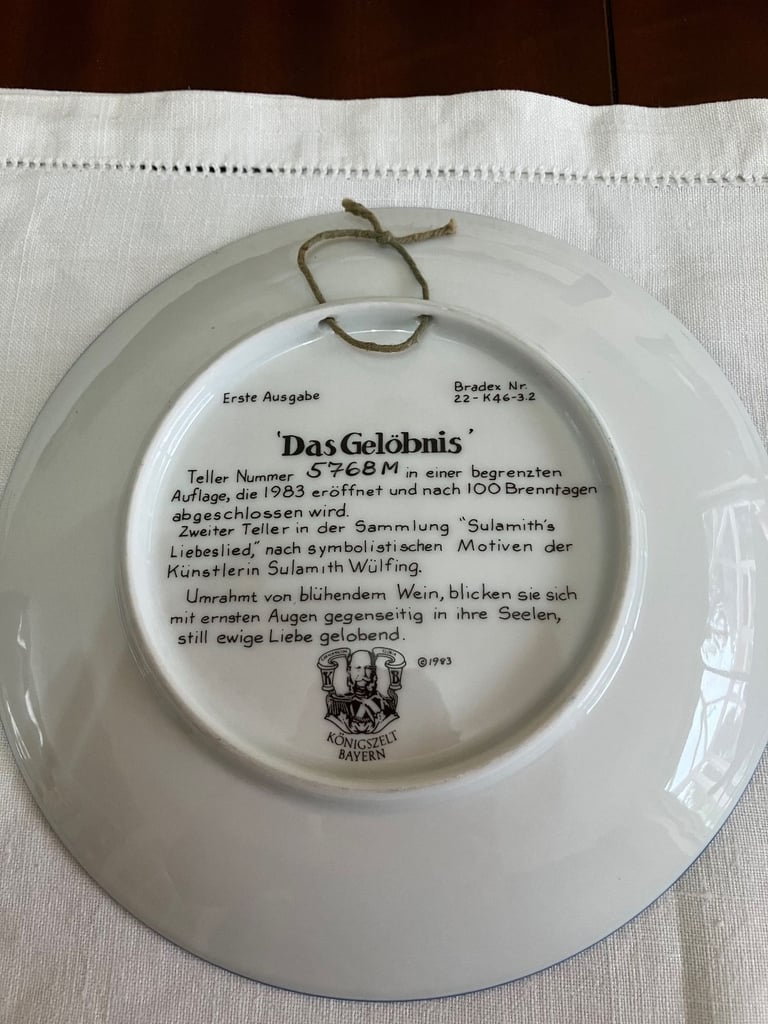 Erste Ausgabe
Bradex Nr.
22-K46-3.2
'Das Gelöbnis'
Teller Nummer 5768M in einer begrenzten
Auflage, die 1983 eröffnet und nach 100 Brenntagen
abgeschlossen wird.
Zweiter Teller in der Sammlung "Sulamith's
Liebeslied," nach symbolistischen Motiven der
Künstlerin Sulamith Wülfing.
Umrahmt von blühendem Wein, blicken sie sich
mit ernsten Augen gegenseitig in ihre Seelen,
still ewige Liebe gelobend.
©1983
K B
KÖNIGSZELT
BAYERN